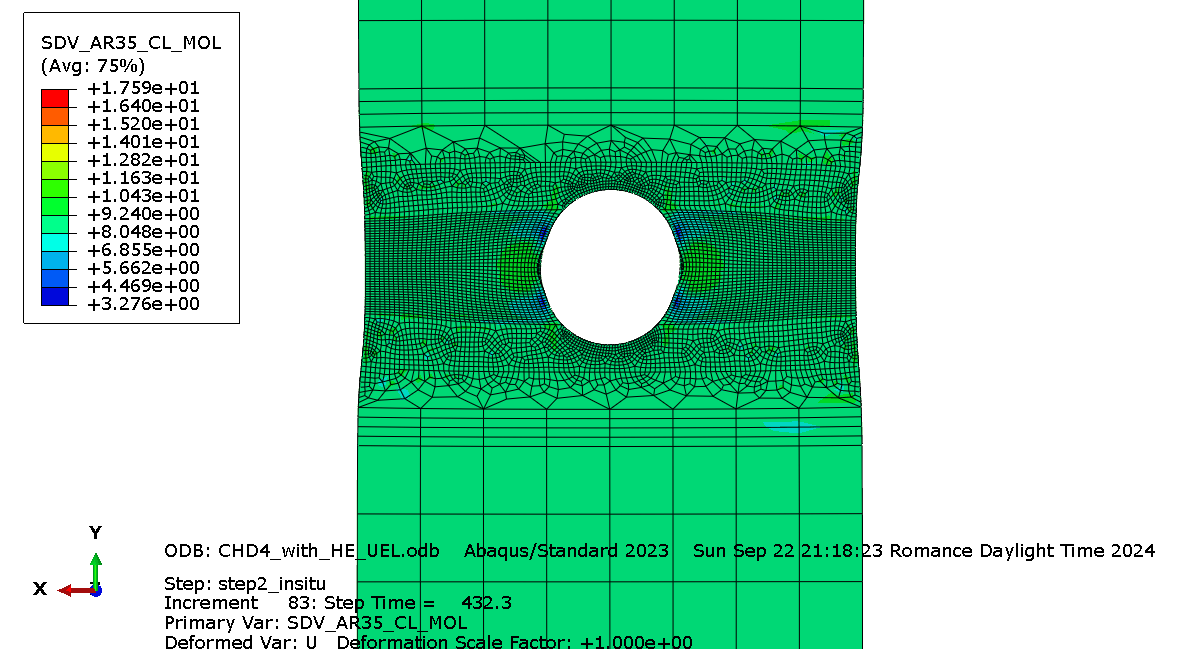 SDV_AR35_CL_MOL
(Avg: 75%)
+1.759e+01
+1.640e+01
+1.520e+01
+1.401e+01
+1.282e+01
+1.163e+01
+1.043e+01
+9.240e+00
+8.048e+00
+6.855e+00
+5.662e+00
+4.469e+00
+3.276e+00
Y
X
ODB: CHD4_with_HE_UEL.odb Abaqus/Standard 2023 Sun Sep 22 21:18:23 Romance Daylight Time 2024
Step: step2_insitu
Increment 83: Step Time = 432.3
Primary Var: SDV_AR35_CL_MOL
Deformed Var: U Deformation Scale Factor: +1.000e+00